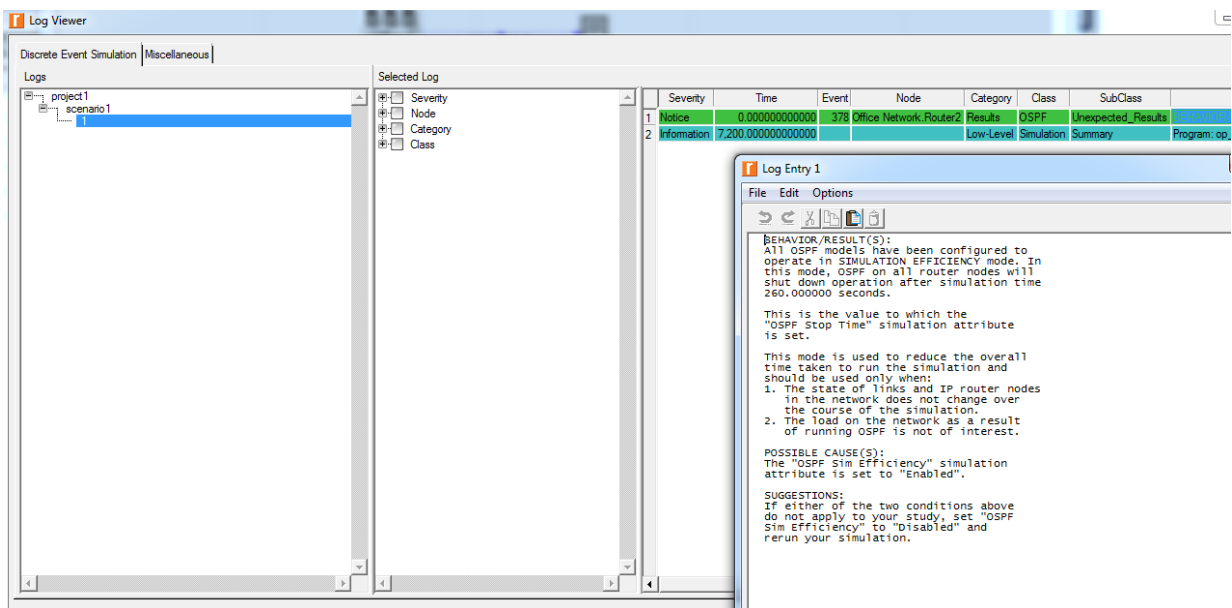 Log Viewer
Discrete Event Simulation Miscellaneous
Logs
Selected Log
project1
scenario1
1
Severity
Node
Category
Class
Severity Time Event Node Category Class SubClass
1 Notice 0.000000000000 378 Office Network.Router2 Results OSPF Unexpected_Results
2 Information 7,200.000000000000 Low-Level Simulation Summary Program: op_
Log Entry 1
File Edit Options
BEHAVIOR/RESULT(S):
All OSPF models have been configured to
operate in SIMULATION EFFICIENCY mode. In
this mode, OSPF on all router nodes will
shut down operation after simulation time
260.000000 seconds.
This is the value to which the
"OSPF Stop Time" simulation attribute
is set.
This mode is used to reduce the overall
time taken to run the simulation and
should be used only when:
1. The state of links and IP router nodes
in the network does not change over
the course of the simulation.
2. The load on the network as a result
of running OSPF is not of interest.
POSSIBLE CAUSE(S):
The "OSPF Sim Efficiency" simulation
attribute is set to "Enabled".
SUGGESTIONS:
If either of the two conditions above
do not apply to your study, set "OSPF
Sim Efficiency" to "Disabled" and
rerun your simulation.